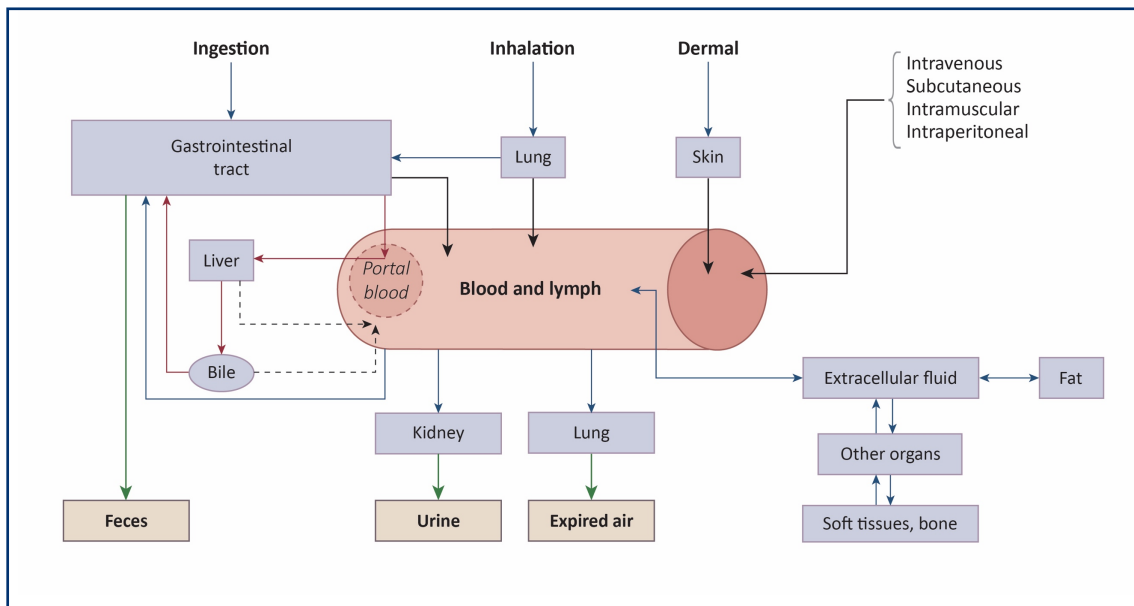 Ingestion
Inhalation
Dermal
Intravenous
Subcutaneous
Intramuscular
Intraperitoneal
Gastrointestinal
tract
Lung
Skin
Liver
Portal
blood
Blood and lymph
Bile
Extracellular fluid
Fat
Kidney
Lung
Other organs
Feces
Urine
Expired air
Soft tissues, bone